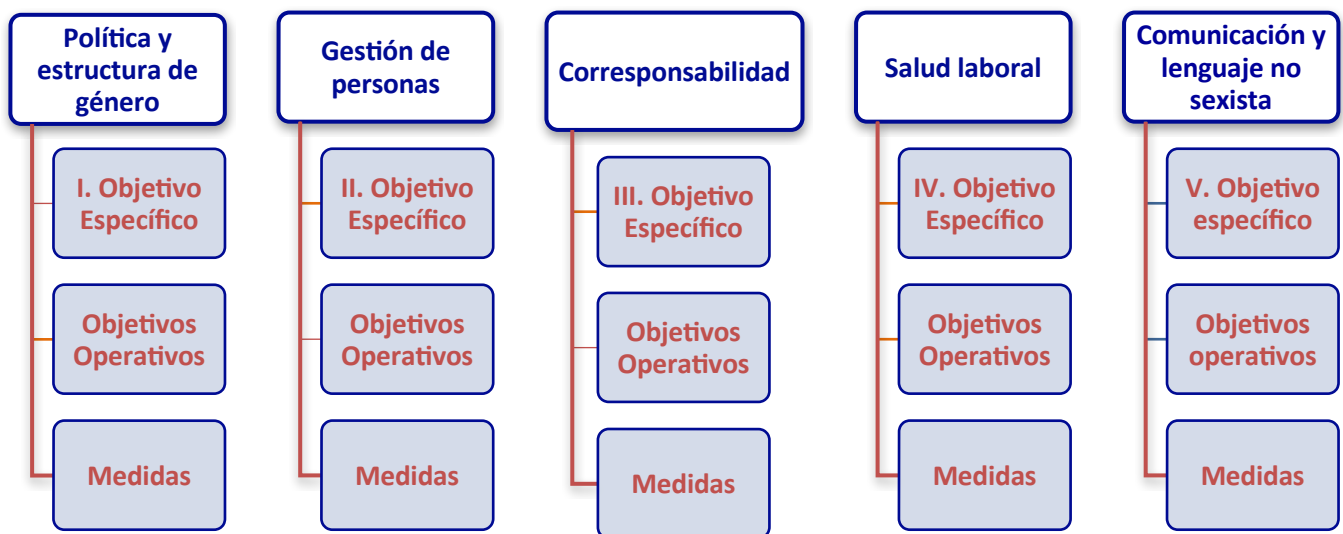 Política y
estructura de
género
I. Objetivo
Específico
Objetivos
Operativos
Medidas
Gestión de
personas
II. Objetivo
Específico
Objetivos
Operativos
Medidas
Corresponsabilidad
III. Objetivo
Específico
Objetivos
Operativos
Medidas
Salud laboral
IV. Objetivo
Específico
Objetivos
Operativos
Medidas
Comunicación y
lenguaje no
sexista
V. Objetivo
específico
Objetivos
operativos
Medidas